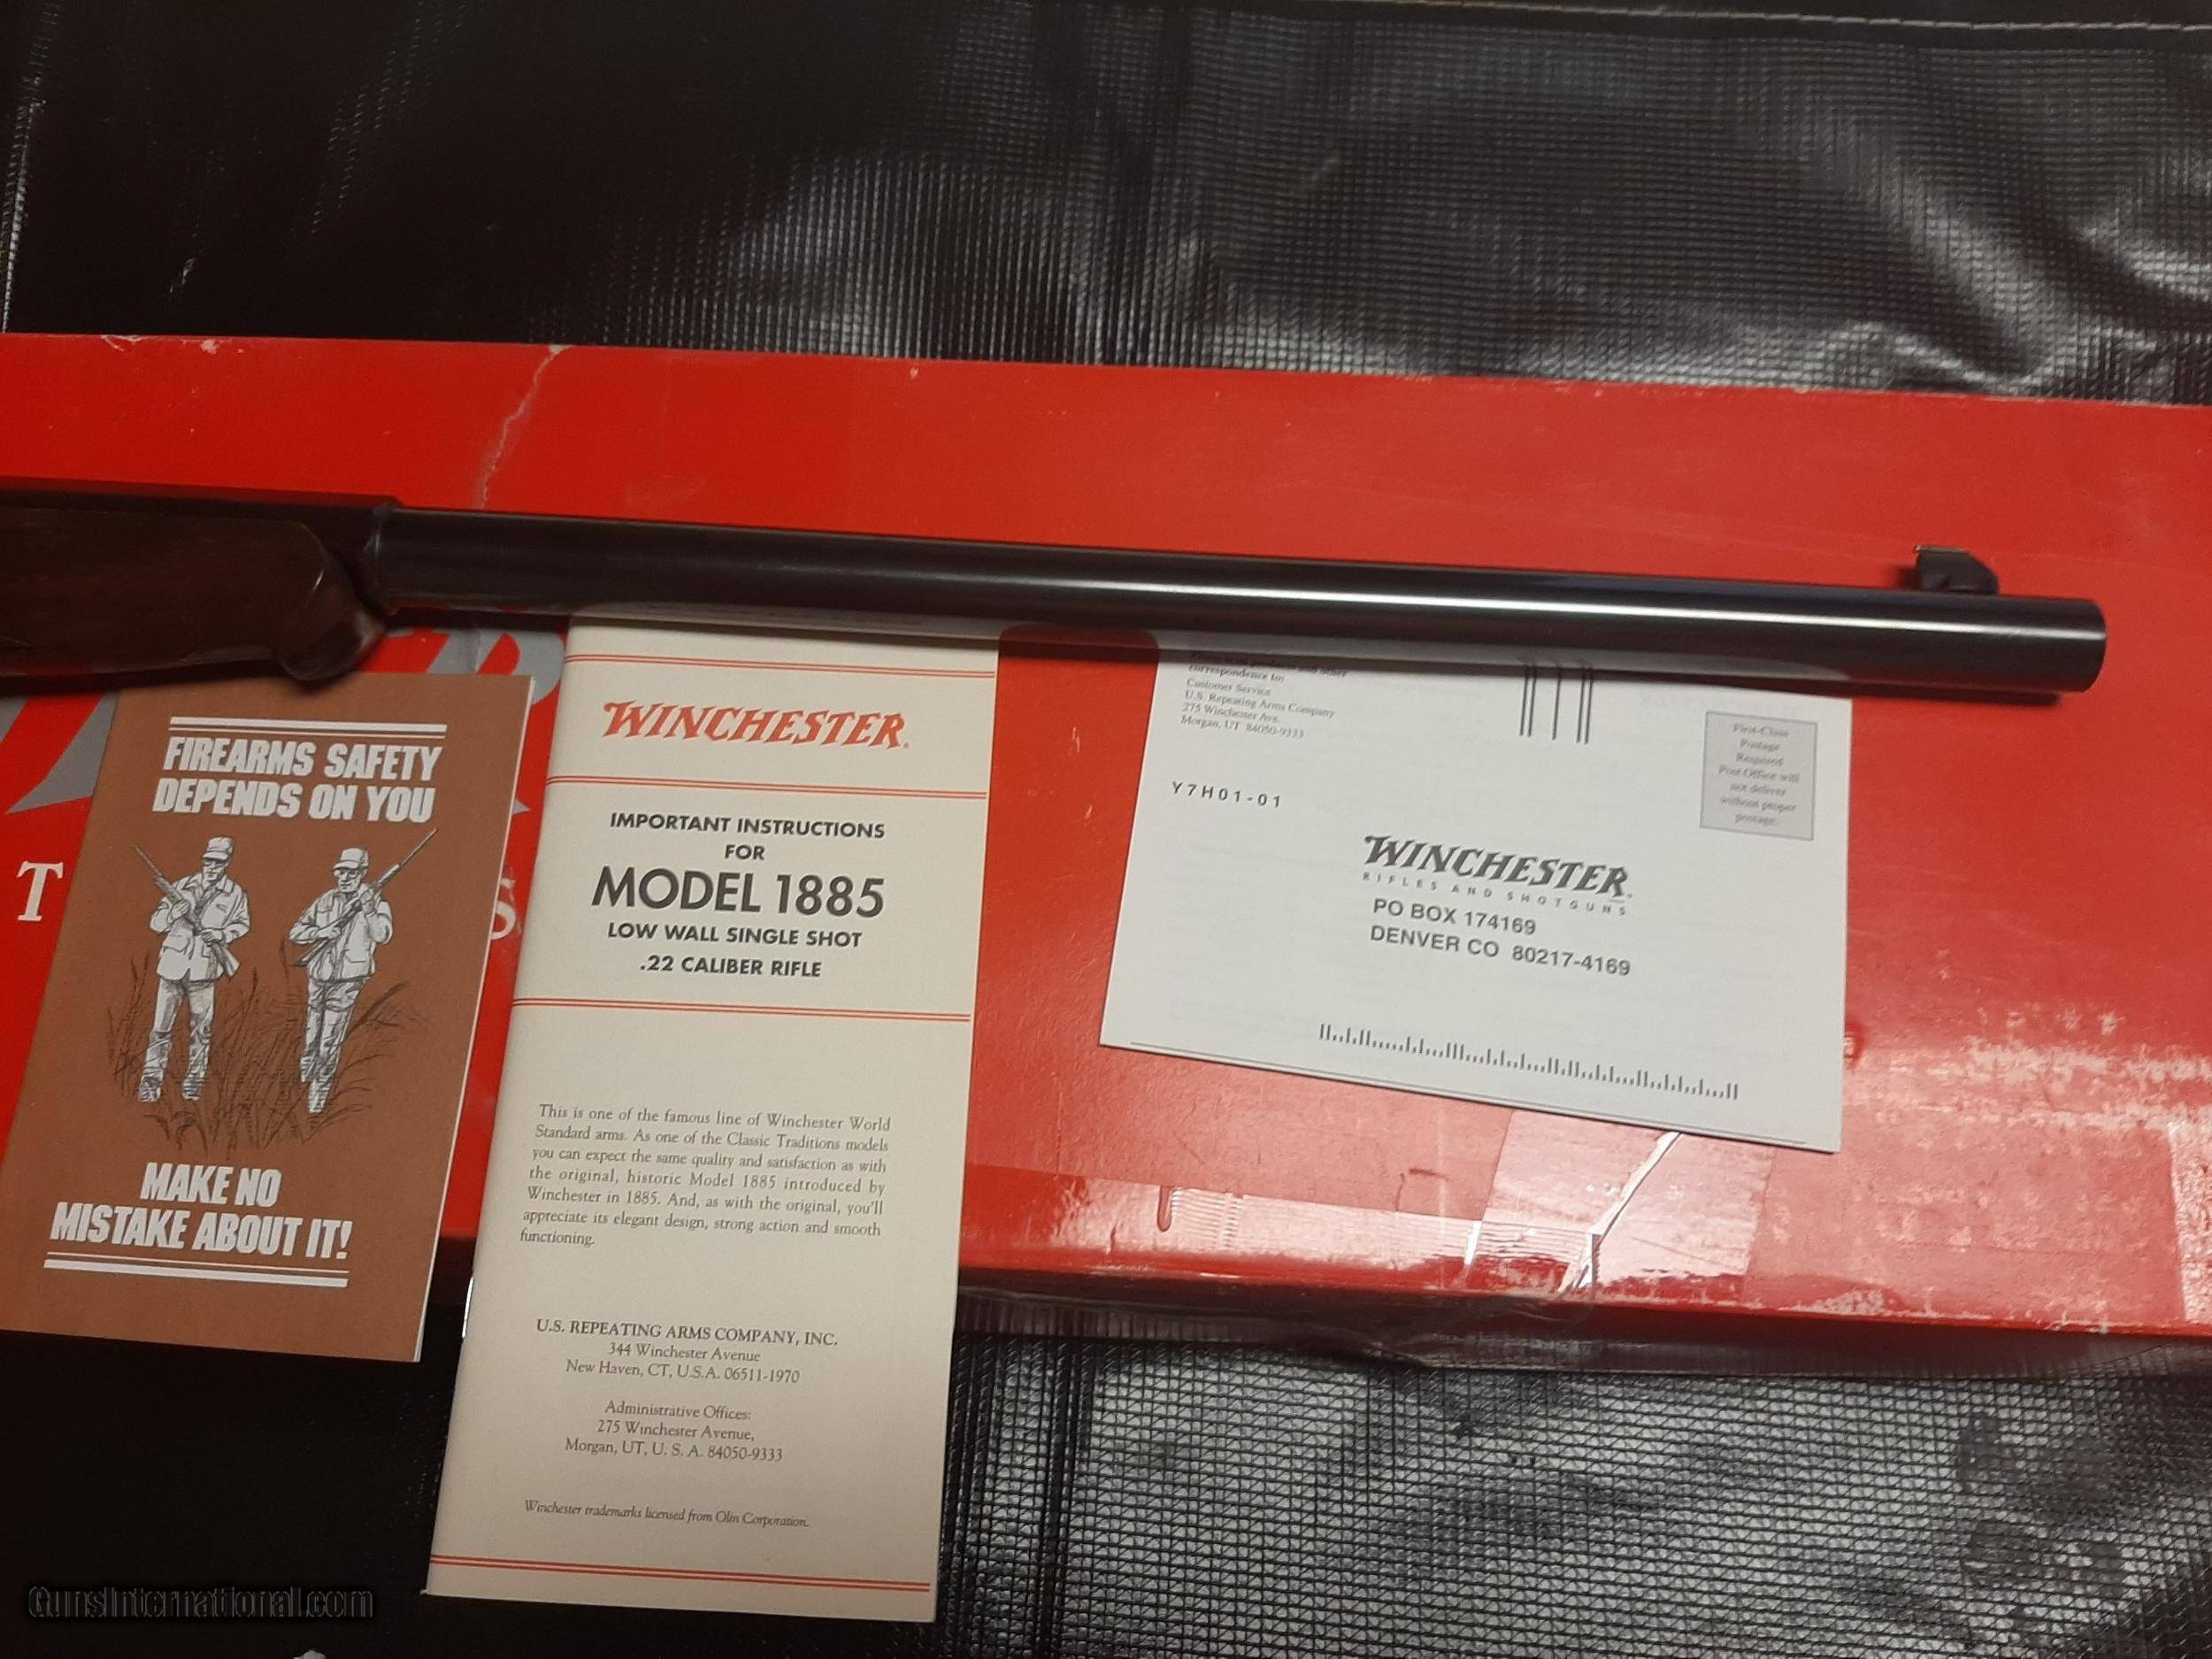 FIREARMS SAFETY
DEPENDS ON YOU
MAKE NO
MISTAKE ABOUT IT!
T
S
WINCHESTER.
IMPORTANT INSTRUCTIONS
FOR
MODEL 1885
LOW WALL SINGLE SHOT
.22 CALIBER RIFLE
This is one of the famous line of Winchester World
Standard arms. As one of the Classic Traditions models
you can expect the same quality and satisfaction as with
the original, historic Model 1885 introduced by
Winchester in 1885. And, as with the original, you'll
appreciate its elegant design, strong action and smooth
functioning.
U.S. REPEATING ARMS COMPANY, INC.
344 Winchester Avenue
New Haven, CT, U.S.A. 06511-1970
Administrative Offices:
275 Winchester Avenue,
Morgan, UT, U. S. A. 84050-9333
Winchester trademarks licensed from Olin Corporation.
and other
correspondence to:
Customer Service
U.S. Repeating Arms Company
275 Winchester Ave.
Morgan, UT 84050-9333
First-Class
Postage
Required
Post Office will
not deliver
without proper
postage.
Y7H01-01
WINCHESTER.
RIFLES AND SHOTGUNS
PO BOX 174169
DENVER CO 80217-4169
GunsInternational.com